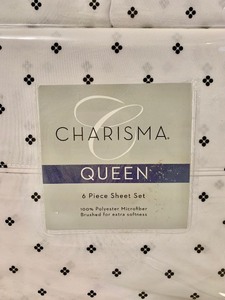 CHARISMA.
QUEEN
6 Piece Sheet Set
100% Polyester Microfiber
Brushed for extra softness